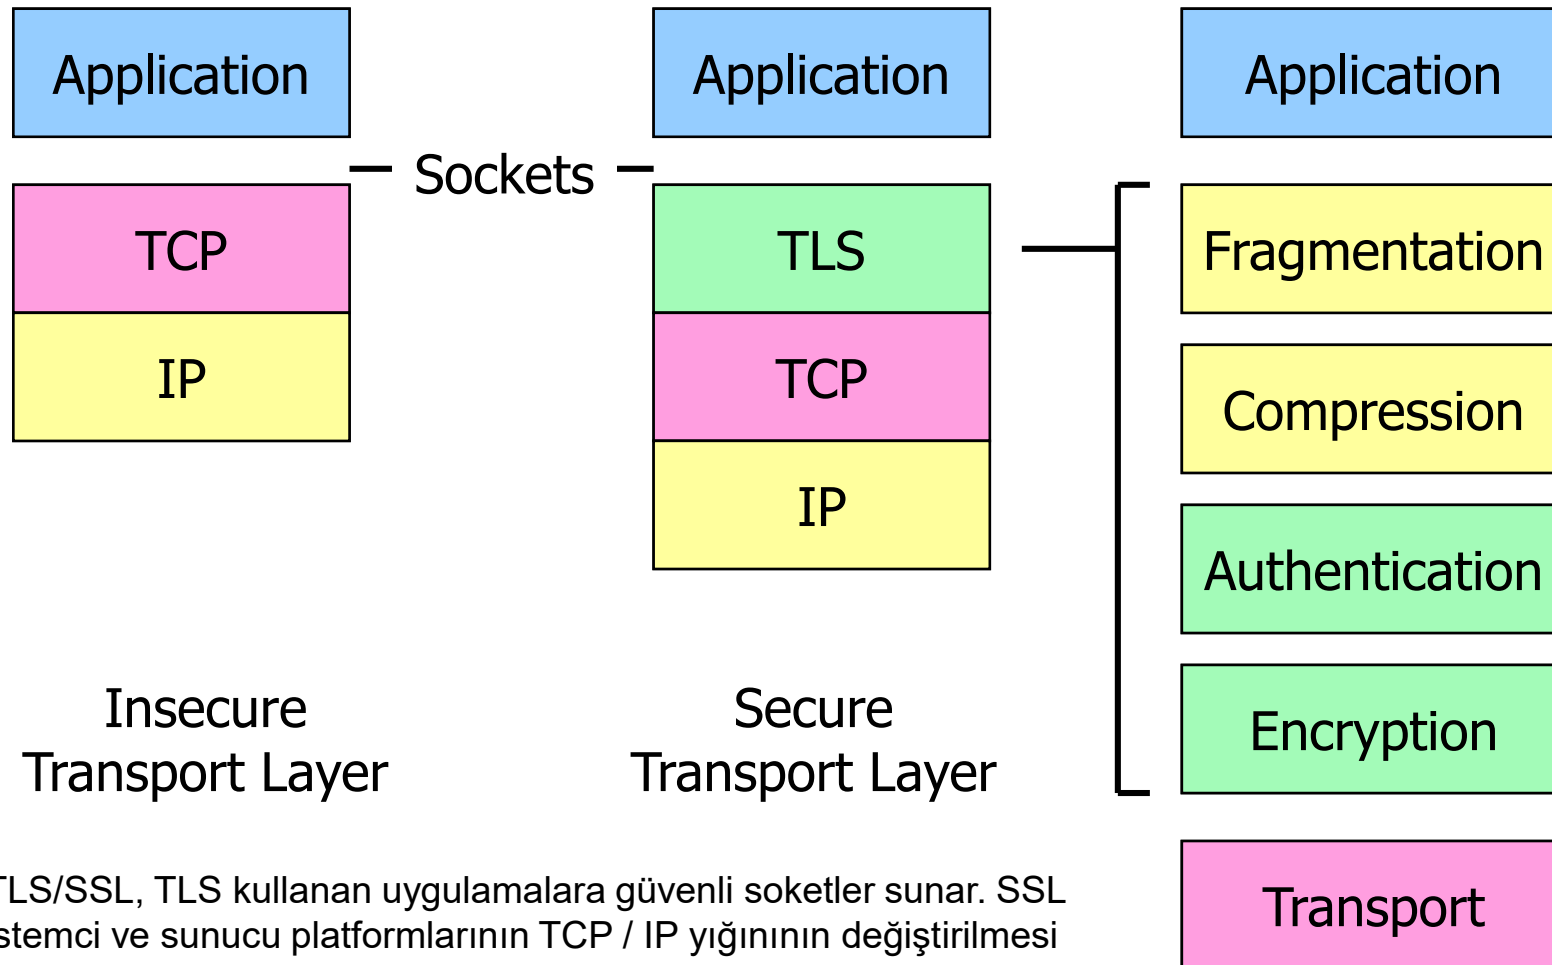 Application
Application
Application
Sockets
TCP
TLS
Fragmentation
IP
TCP
Compression
IP
Authentication
Insecure
Transport Layer
Secure
Transport Layer
Encryption
TLS/SSL, TLS kullanan uygulamalara güvenli soketler sunar. SSL
stemci ve sunucu platformlarının TCP / IP yığınının değiştirilmesi
Transport